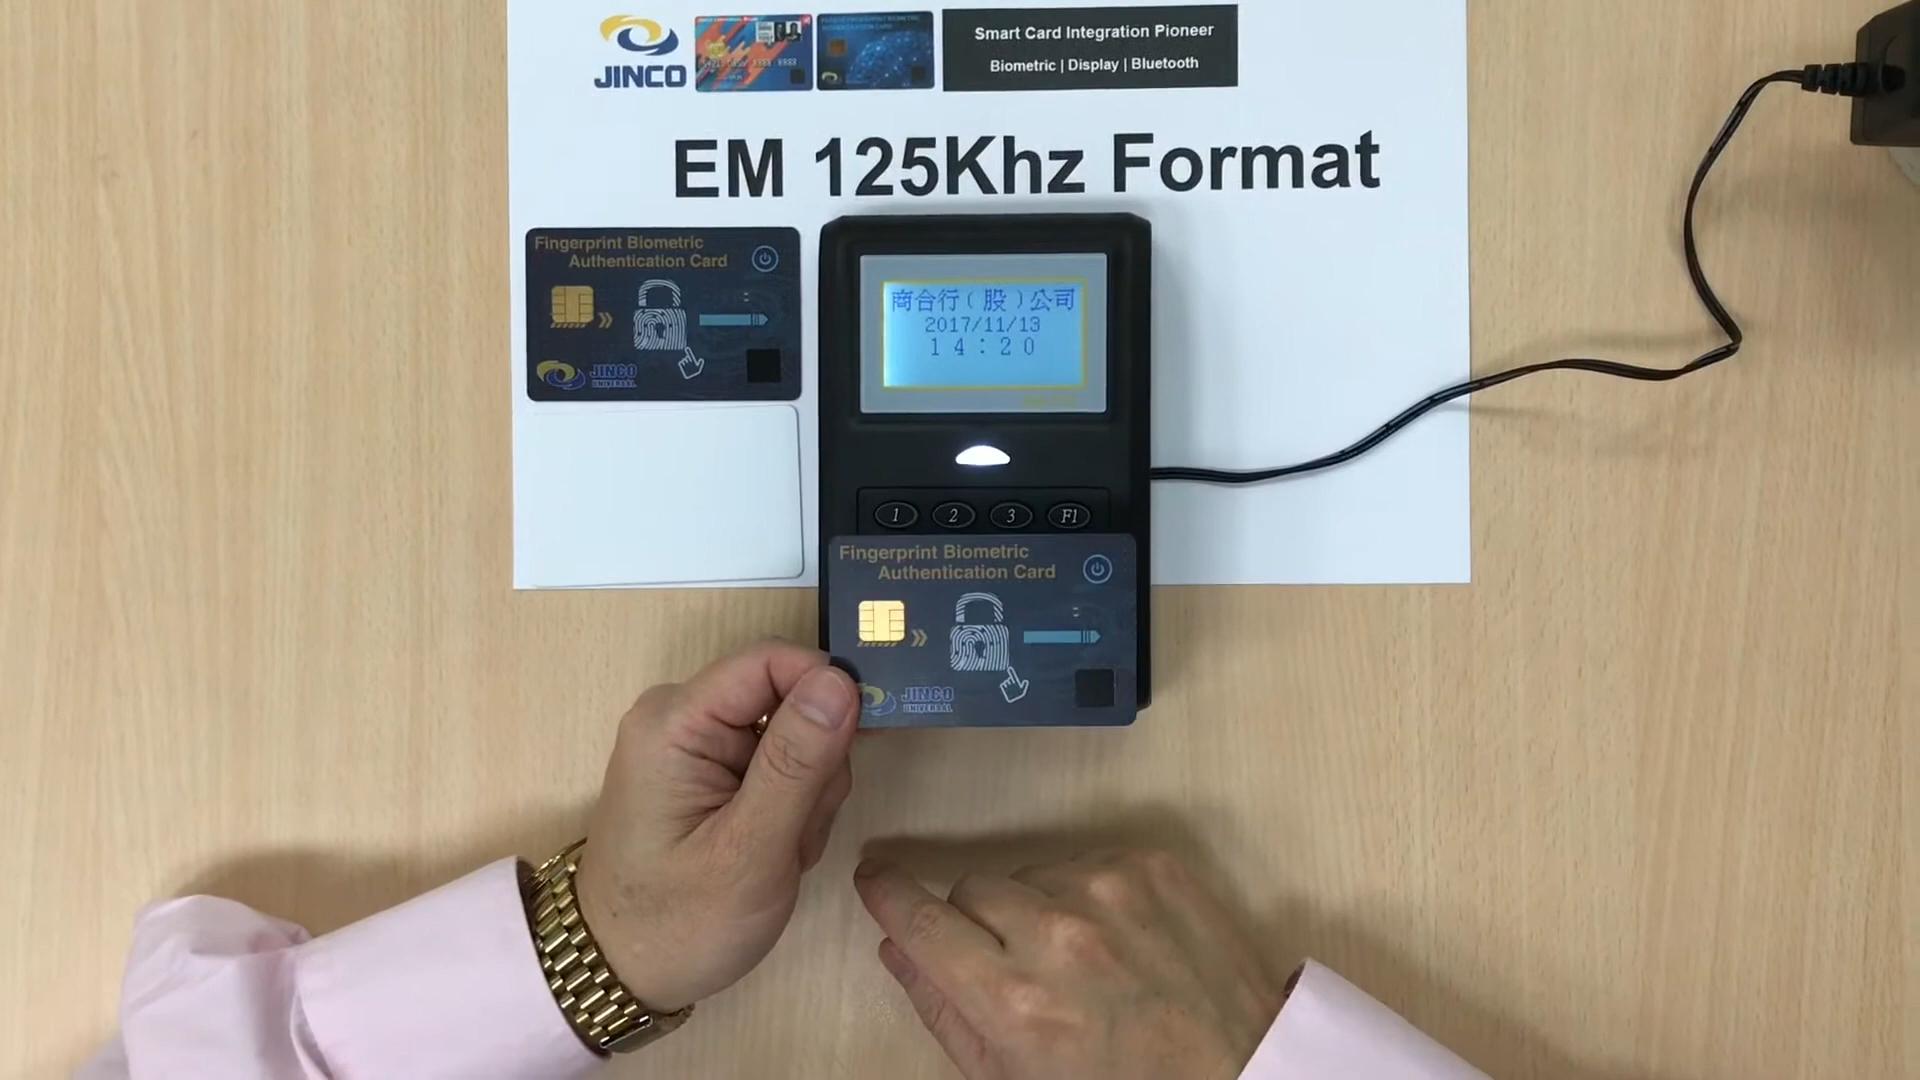 JINCO
Smart Card Integration Pioneer
Biometric | Display | Bluetooth
EM 125Khz Format
Fingerprint Biometric
Authentication Card
JINCO
UNIVERSAL
商合行(股)公司
2017/11/13
14:20
1 2 3 F1
Fingerprint Biometric
Authentication Card
JINCO
UNIVERSAL